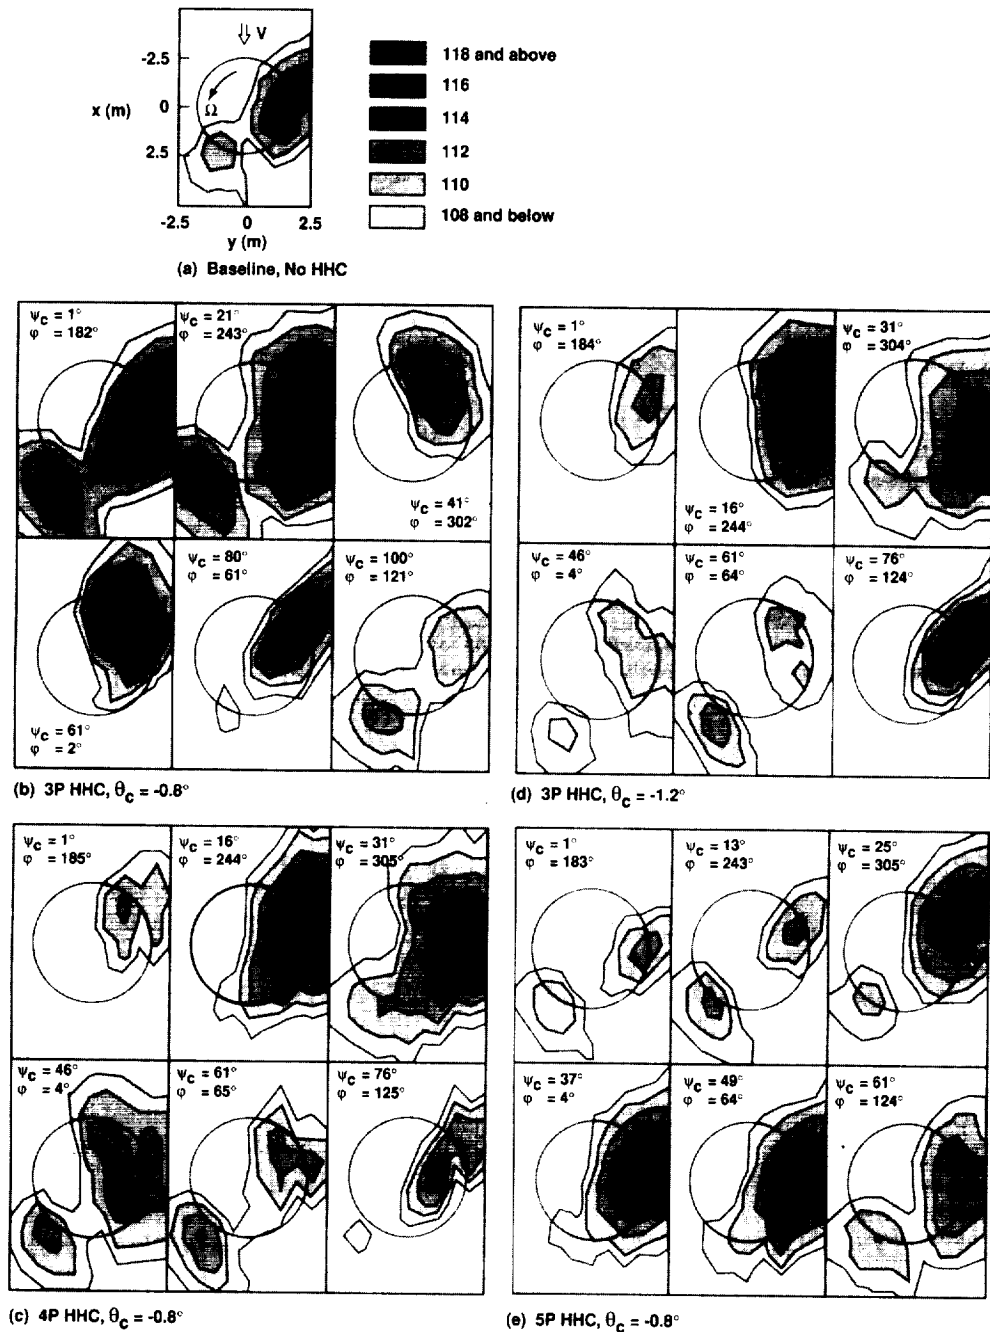 V
-2.5
x (m) 0
Ω
2.5
-2.5 0 2.5
y (m)
(a) Baseline, No HHC
118 and above
116
114
112
110
108 and below
Ψc = 1°
φ = 182°
Ψc = 21°
φ = 243°
Ψc = 41°
φ = 302°
Ψc = 61°
φ = 2°
Ψc = 80°
φ = 61°
Ψc = 100°
φ = 121°
(b) 3P HHC, θc = -0.8°
Ψc = 1°
φ = 184°
Ψc = 16°
φ = 244°
Ψc = 31°
φ = 304°
Ψc = 46°
φ = 4°
Ψc = 61°
φ = 64°
Ψc = 76°
φ = 124°
(d) 3P HHC, θc = -1.2°
Ψc = 1°
φ = 185°
Ψc = 16°
φ = 244°
Ψc = 31°
φ = 305°
Ψc = 46°
φ = 4°
Ψc = 61°
φ = 65°
Ψc = 76°
φ = 125°
(c) 4P HHC, θc = -0.8°
Ψc = 1°
φ = 183°
Ψc = 13°
φ = 243°
Ψc = 25°
φ = 305°
Ψc = 37°
φ = 4°
Ψc = 49°
φ = 64°
Ψc = 61°
φ = 124°
(e) 5P HHC, θc = -0.8°